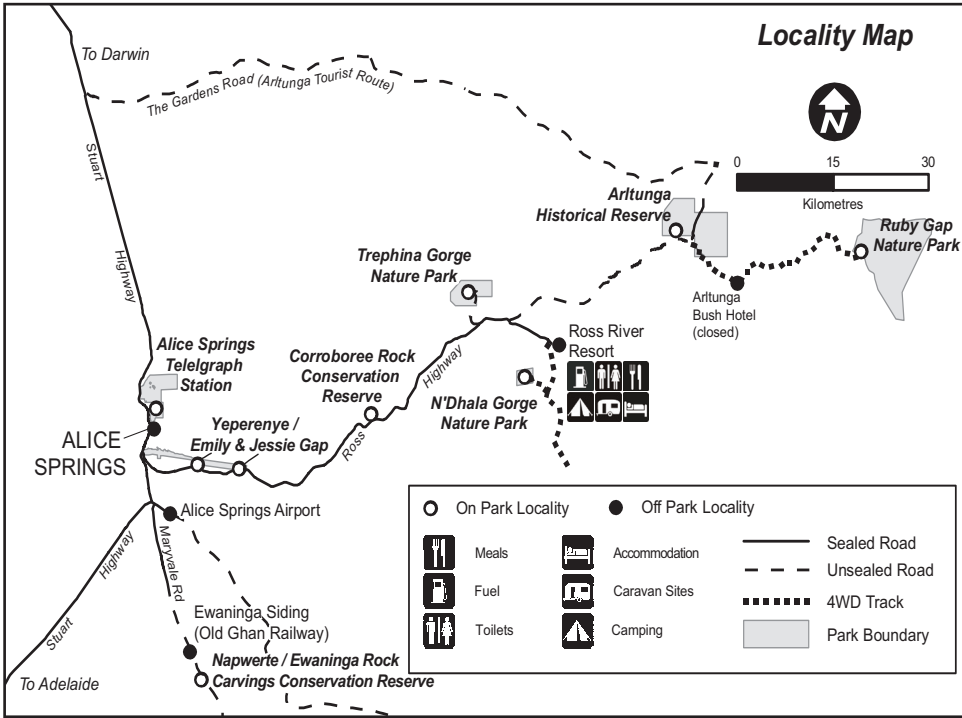 Locality Map
To Darwin
The Gardens Road (Arltunga Tourist Route)
N
0 15 30
Kilometres
Stuart
Highway
Arltunga
Historical Reserve
Ruby Gap
Nature Park
Trephina Gorge
Nature Park
Arltunga
Bush Hotel
(closed)
Alice Springs
Telelgraph
Station
Corroboree Rock
Conservation
Reserve
Ross
Highway
Ross River
Resort
N'Dhala Gorge
Nature Park
ALICE
SPRINGS
Yeperenye /
Emily & Jessie Gap
Alice Springs Airport
Maryvale Rd
Stuart
Highway
To Adelaide
Ewaninga Siding
(Old Ghan Railway)
Napwerte / Ewaninga Rock
Carvings Conservation Reserve
On Park Locality
Off Park Locality
Meals
Fuel
Toilets
Accommodation
Caravan Sites
Camping
Sealed Road
Unsealed Road
4WD Track
Park Boundary